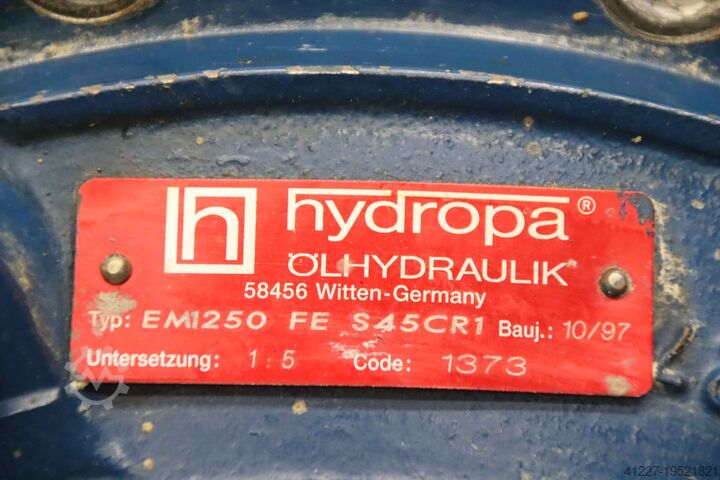 h hydropa®
ÖLHYDRAULIK
58456 Witten-Germany
Typ: EM1250 FE S45CR1 Bauj.: 10/97
Untersetzung: 1:5 Code: 1373
41227-19521821